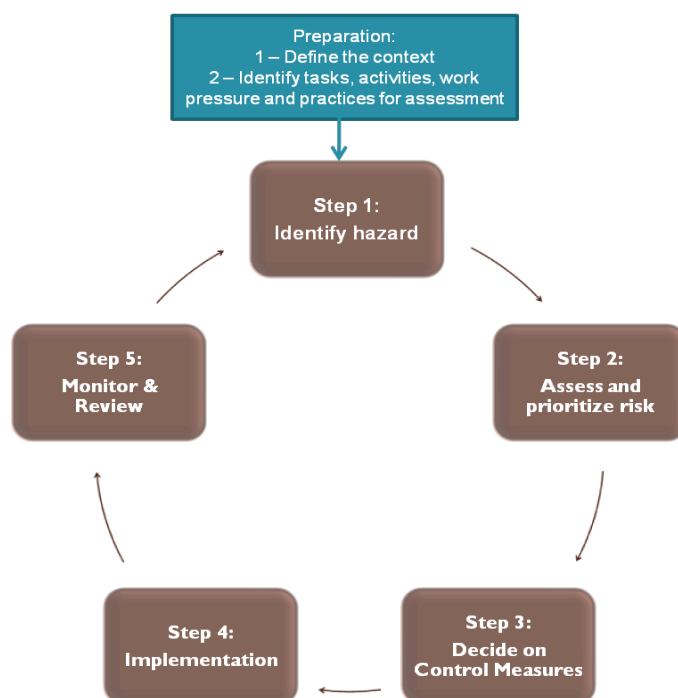 Preparation:
1 – Define the context
2 – Identify tasks, activities, work
pressure and practices for assessment
Step 1:
Identify hazard
Step 2:
Assess and
prioritize risk
Step 3:
Decide on
Control Measures
Step 4:
Implementation
Step 5:
Monitor &
Review